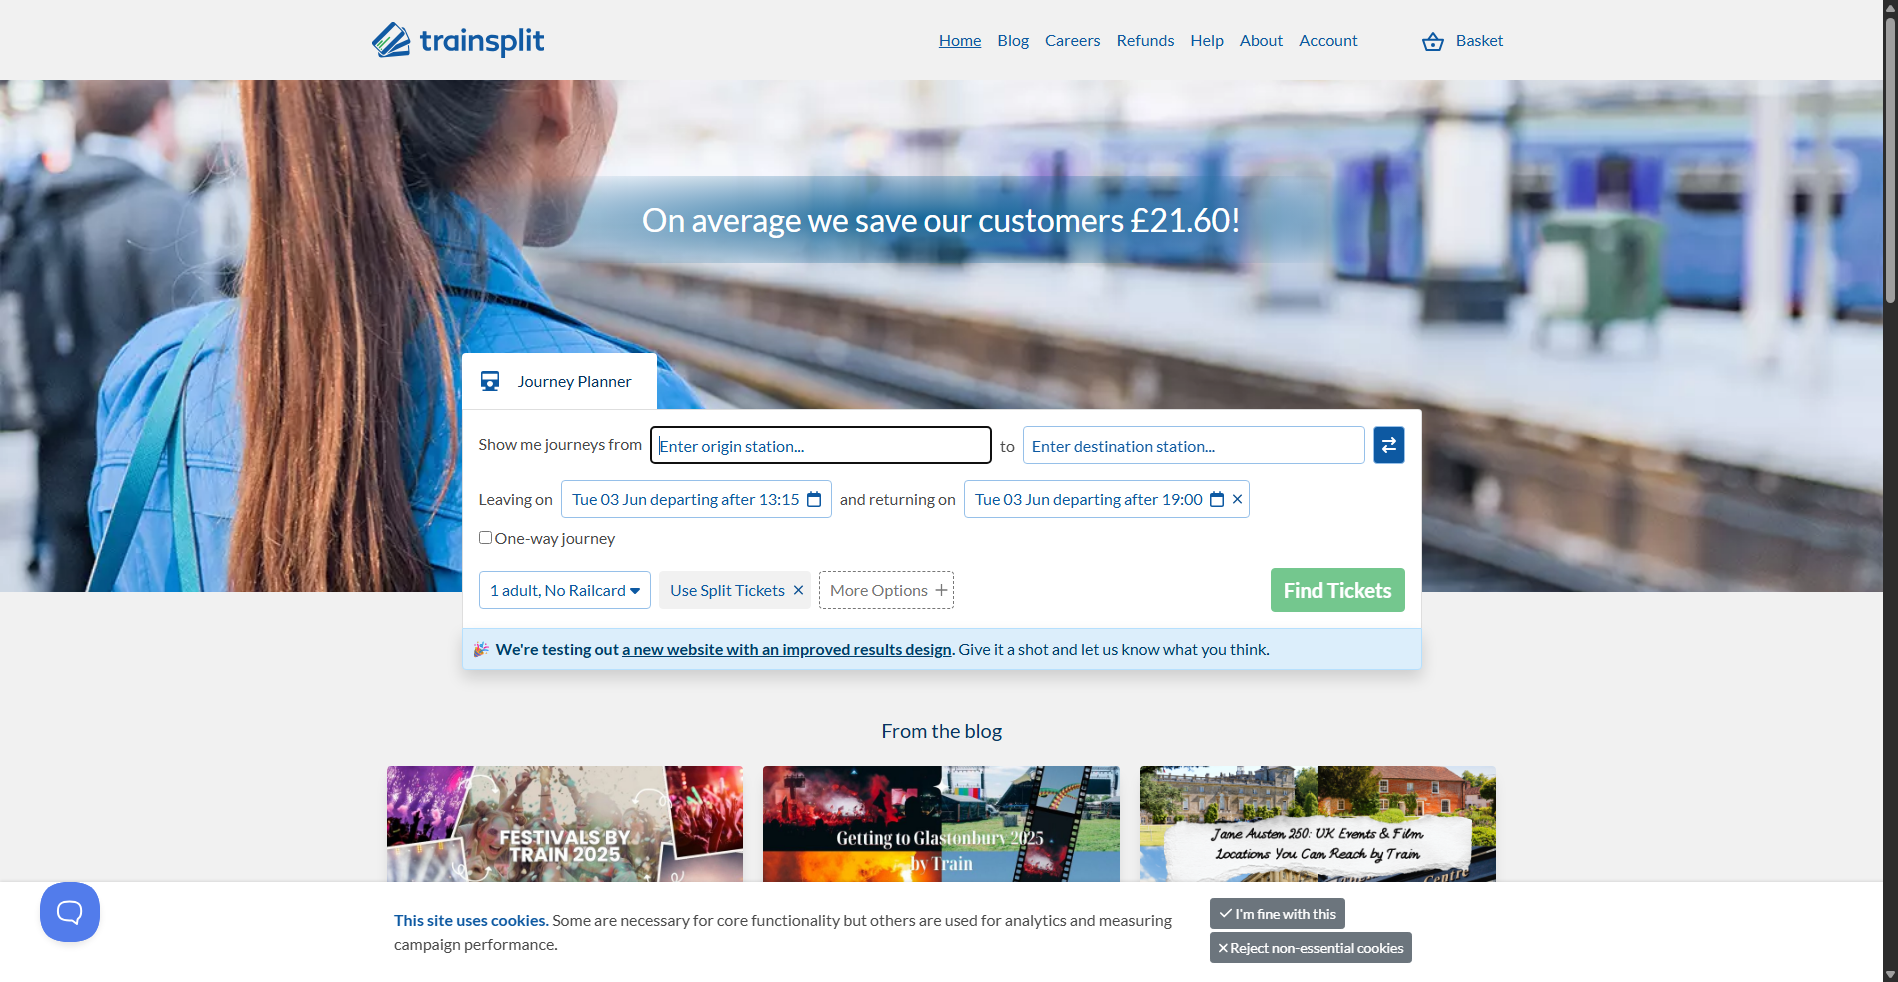 trainsplit
Home Blog Careers Refunds Help About Account Basket
On average we save our customers £21.60!
Journey Planner
Show me journeys from Enter origin station... to Enter destination station...
Leaving on Tue 03 Jun departing after 13:15 and returning on Tue 03 Jun departing after 19:00
One-way journey
1 adult, No Railcard Use Split Tickets More Options Find Tickets
We're testing out a new website with an improved results design. Give it a shot and let us know what you think.
From the blog
FESTIVALS BY
TRAIN 2025
Getting to Glastonbury 2025
by Train
Jane Austen 250: UK Events & Film
Locations You Can Reach by Train
Centre
This site uses cookies. Some are necessary for core functionality but others are used for analytics and measuring
campaign performance.
I'm fine with this
Reject non-essential cookies